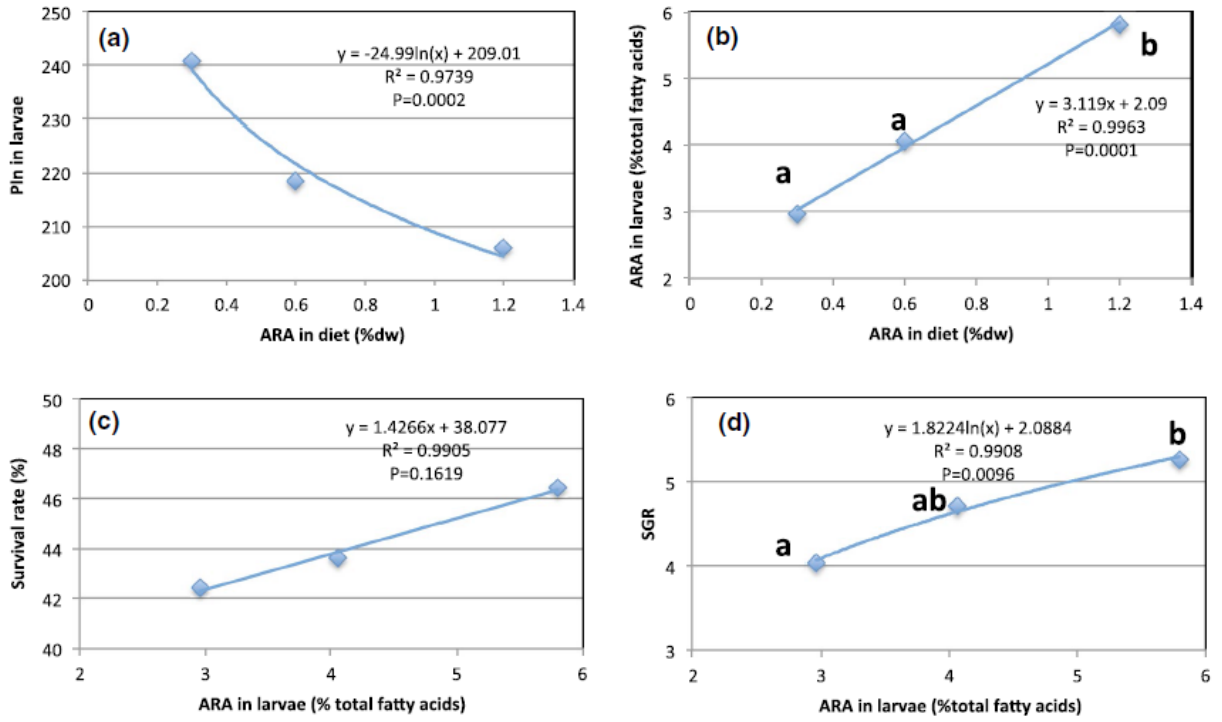 (a)
y = -24.99ln(x) + 209.01
R² = 0.9739
P=0.0002
PIn in larvae
250
240
230
220
210
200
0 0.2 0.4 0.6 0.8 1 1.2 1.4
ARA in diet (%dw)
(b)
a
a
b
y = 3.119x + 2.09
R² = 0.9963
P=0.0001
ARA in larvae (%total fatty acids)
6
5
4
3
2
0 0.2 0.4 0.6 0.8 1 1.2 1.4
ARA in diet (%dw)
(c)
y = 1.4266x + 38.077
R² = 0.9905
P=0.1619
Survival rate (%)
50
48
46
44
42
40
2 3 4 5 6
ARA in larvae (% total fatty acids)
(d)
y = 1.8224ln(x) + 2.0884
R² = 0.9908
P=0.0096
a
ab
b
SGR
6
5
4
3
2 3 4 5 6
ARA in larvae (%total fatty acids)